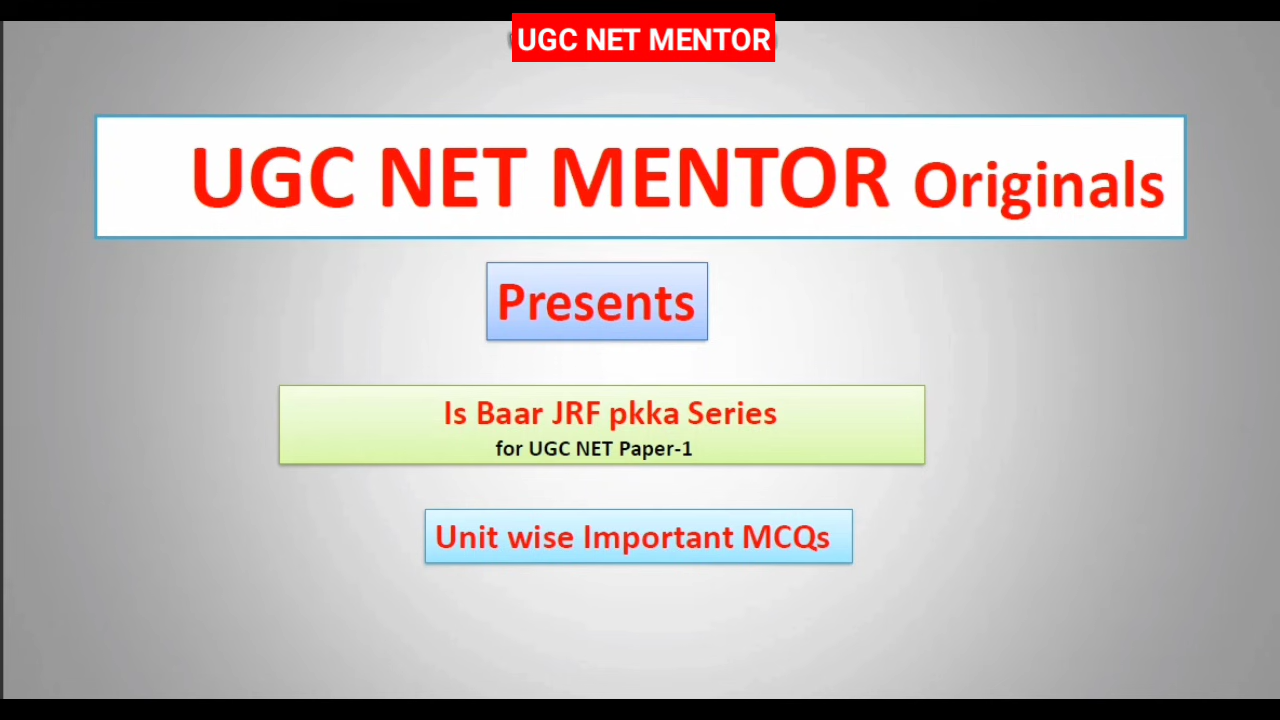 UGC NET MENTOR
UGC NET MENTOR Originals
Presents
Is Baar JRF pkka Series
for UGC NET Paper-1
Unit wise Important MCQs